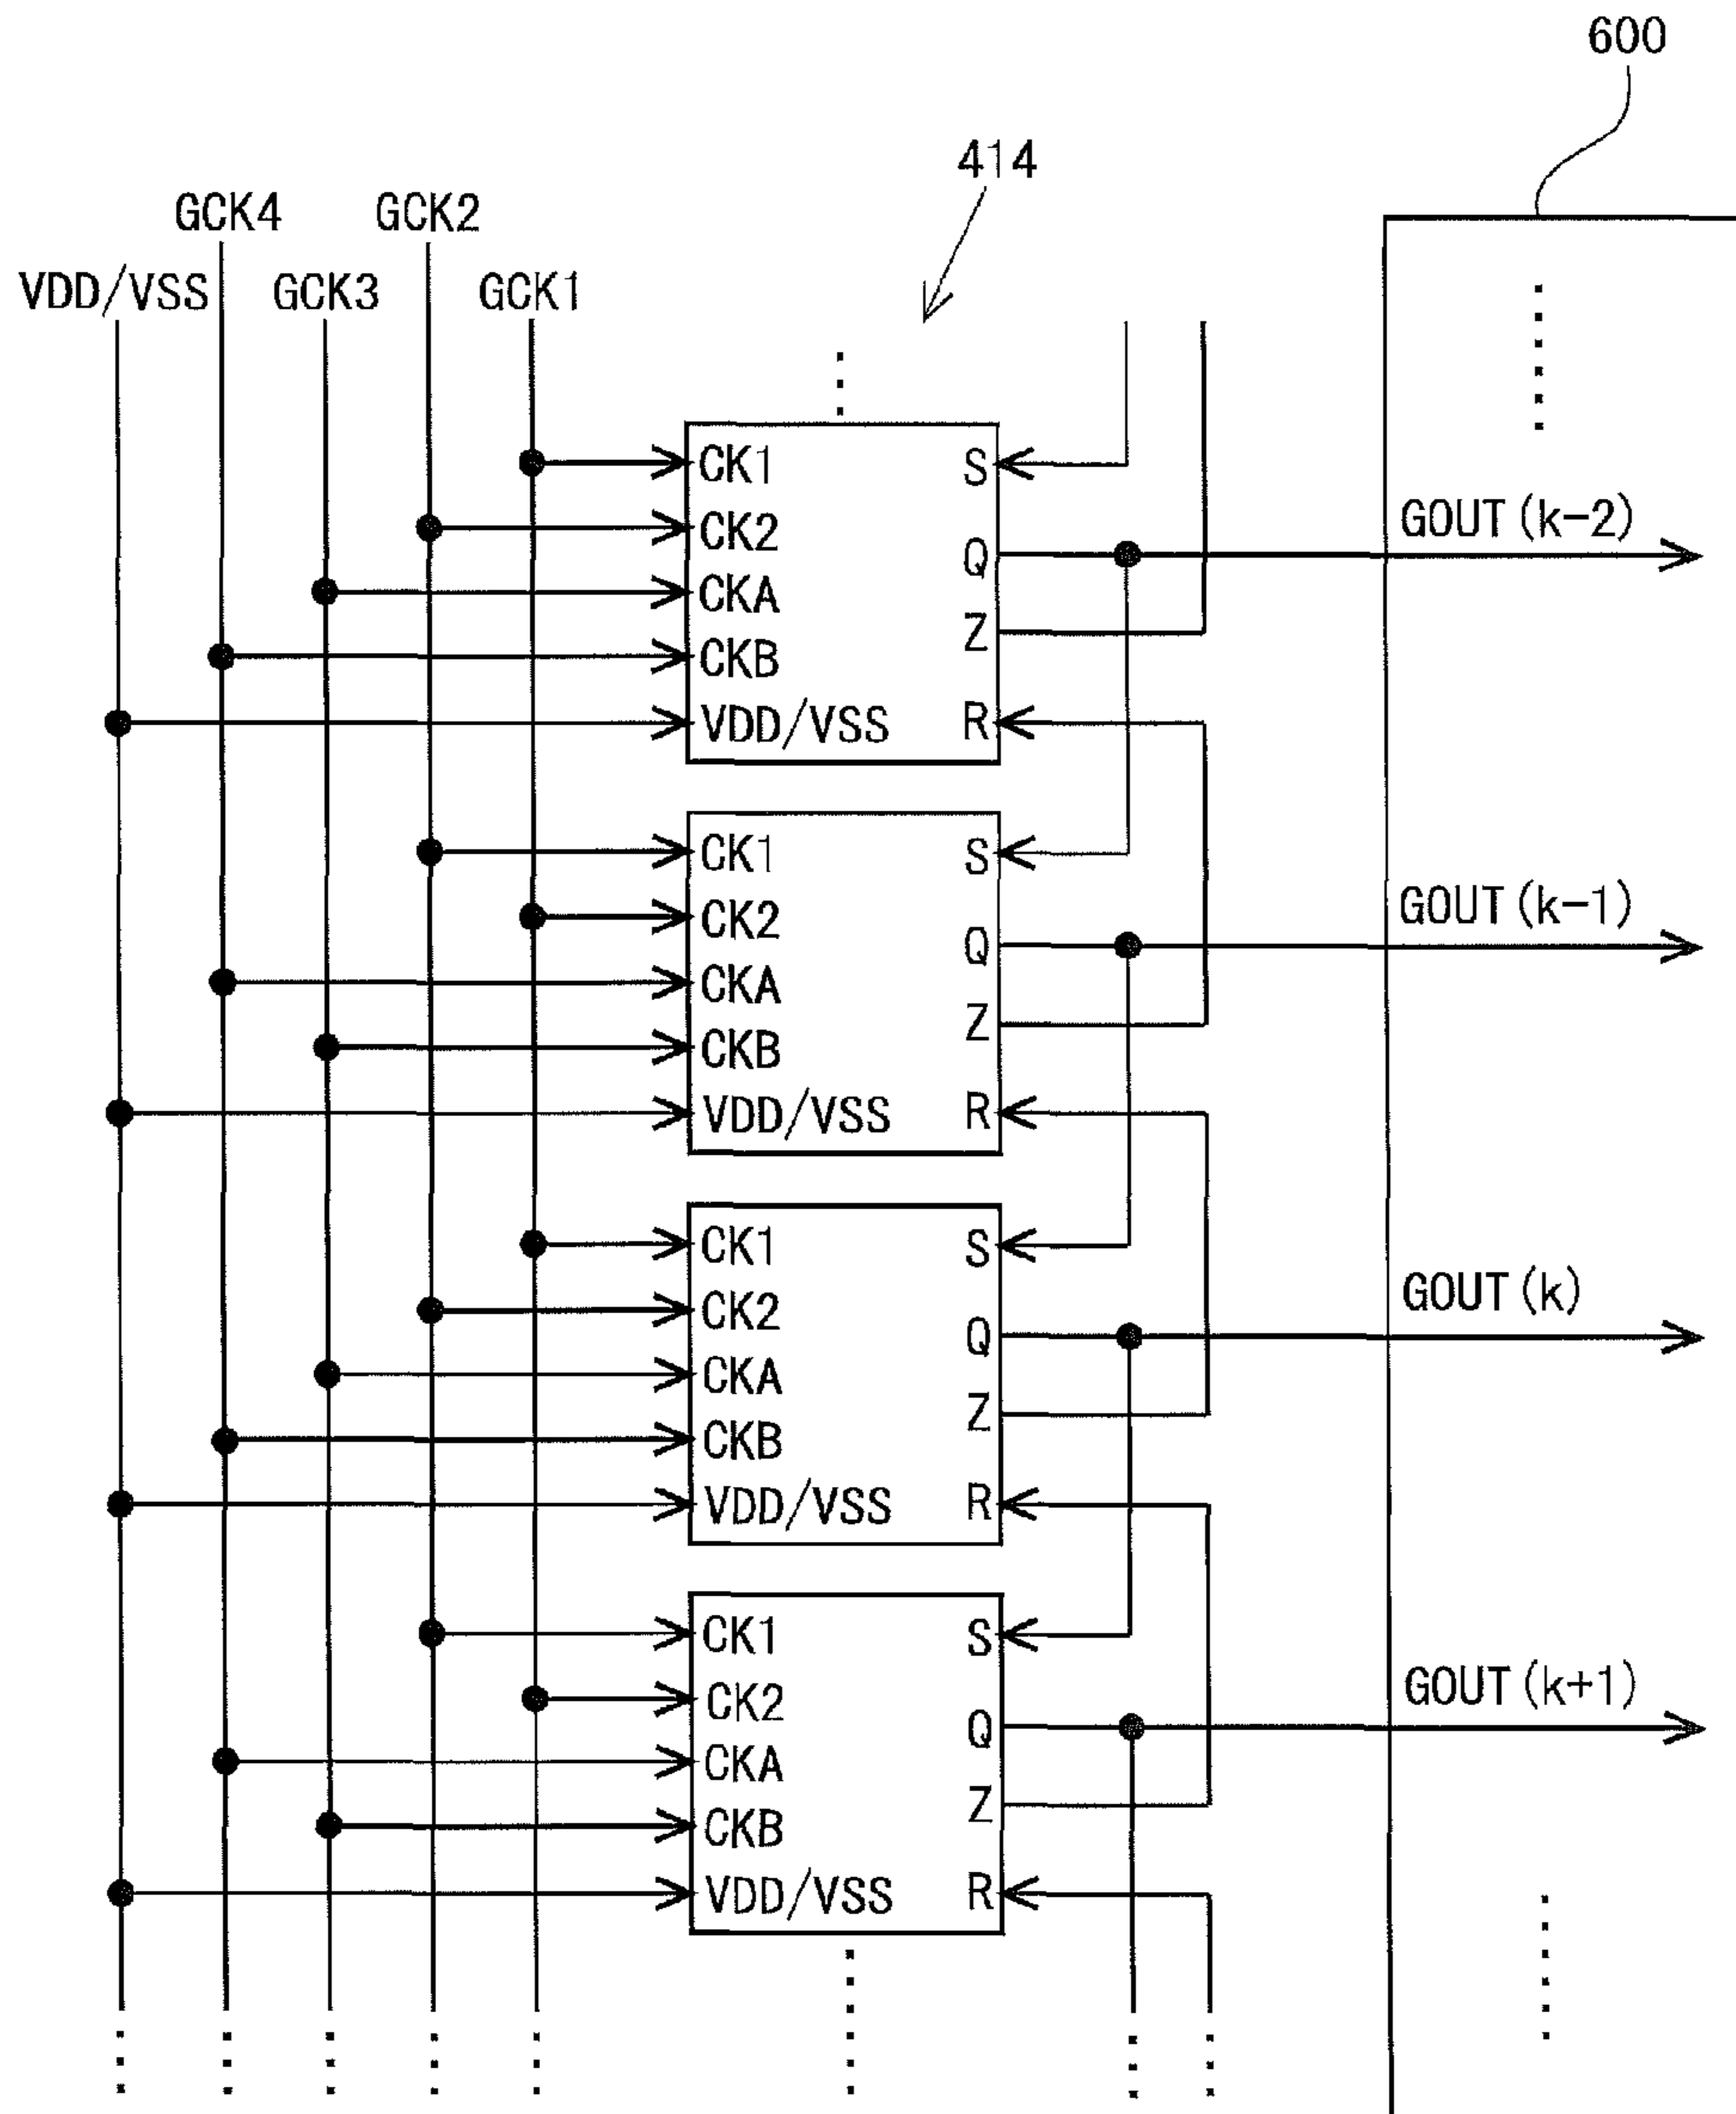 600
414
GCK4 GCK2
VDD/VSS GCK3 GCK1
CK1 S
CK2 Q GOUT(k-2)
CKA Z
CKB
VDD/VSS R
CK1 S
CK2 Q GOUT(k-1)
CKA Z
CKB
VDD/VSS R
CK1 S
CK2 Q GOUT(k)
CKA Z
CKB
VDD/VSS R
CK1 S
CK2 Q GOUT(k+1)
CKA Z
CKB
VDD/VSS R